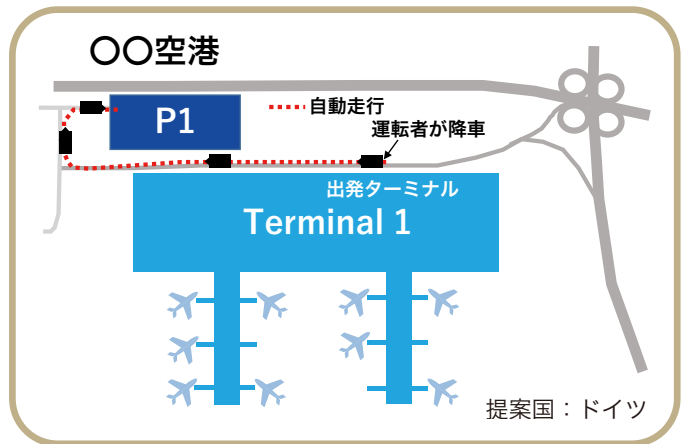 〇〇空港
P1
自動走行
運転者が降車
出発ターミナル
Terminal 1
提案国：ドイツ